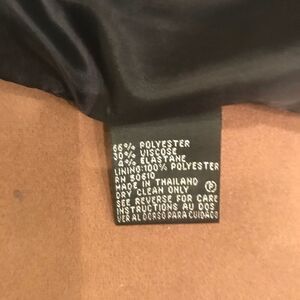 66% POLYESTER
30% VISCOSE
4% ELASTANE
LINING:100% POLYESTER
RN 50610
MADE IN THAILAND
DRY CLEAN ONLY Ⓟ
SEE REVERSE FOR CARE
INSTRUCTIONS AU DOS
VER AL DORSO PARA CUIDADO